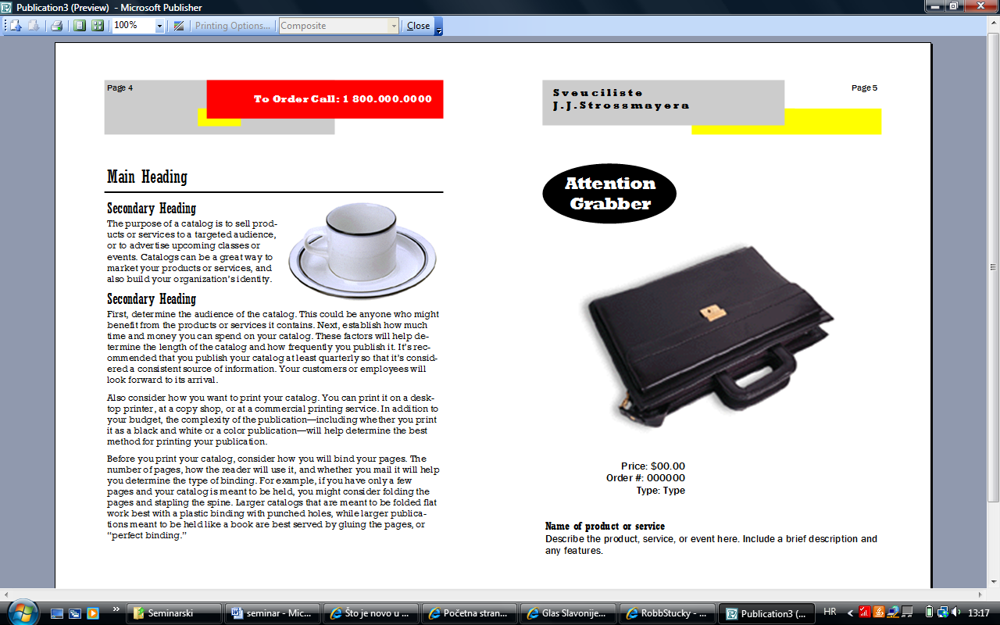 Publication3 (Preview) - Microsoft Publisher
100%
Printing Options...
Composite
Close
Page 4
To Order Call: 1 800.000.0000
Main Heading
Secondary Heading
The purpose of a catalog is to sell prod-
ucts or services to a targeted audience,
or to advertise upcoming classes or
events. Catalogs can be a great way to
market your products or services, and
also build your organization's identity.
Secondary Heading
First, determine the audience of the catalog. This could be anyone who might
benefit from the products or services it contains. Next, establish how much
time and money you can spend on your catalog. These factors will help de-
termine the length of the catalog and how frequently you publish it. It's rec-
ommended that you publish your catalog at least quarterly so that it's consid-
ered a consistent source of information. Your customers or employees will
look forward to its arrival.
Also consider how you want to print your catalog. You can print it on a desk-
top printer, at a copy shop, or at a commercial printing service. In addition to
your budget, the complexity of the publication—including whether you print
it as a black and white or a color publication—will help determine the best
method for printing your publication.
Before you print your catalog, consider how you will bind your pages. The
number of pages, how the reader will use it, and whether you mail it will help
you determine the type of binding. For example, if you have only a few
pages and your catalog is meant to be held, you might consider folding the
pages and stapling the spine. Larger catalogs that are meant to be folded flat
work best with a plastic binding with punched holes, while larger publica-
tions meant to be held like a book are best served by gluing the pages, or
"perfect binding."
Sveuciliste
J.J.Strossmayera
Page 5
Attention
Grabber
Price: $00.00
Order #: 000000
Type: Type
Name of product or service
Describe the product, service, or event here. Include a brief description and
any features.
Seminarski
seminar - Mic...
Što je novo u ...
Početna stran...
Glas Slavonije...
RobbStucky - ...
Publication3 (...
HR
13:17